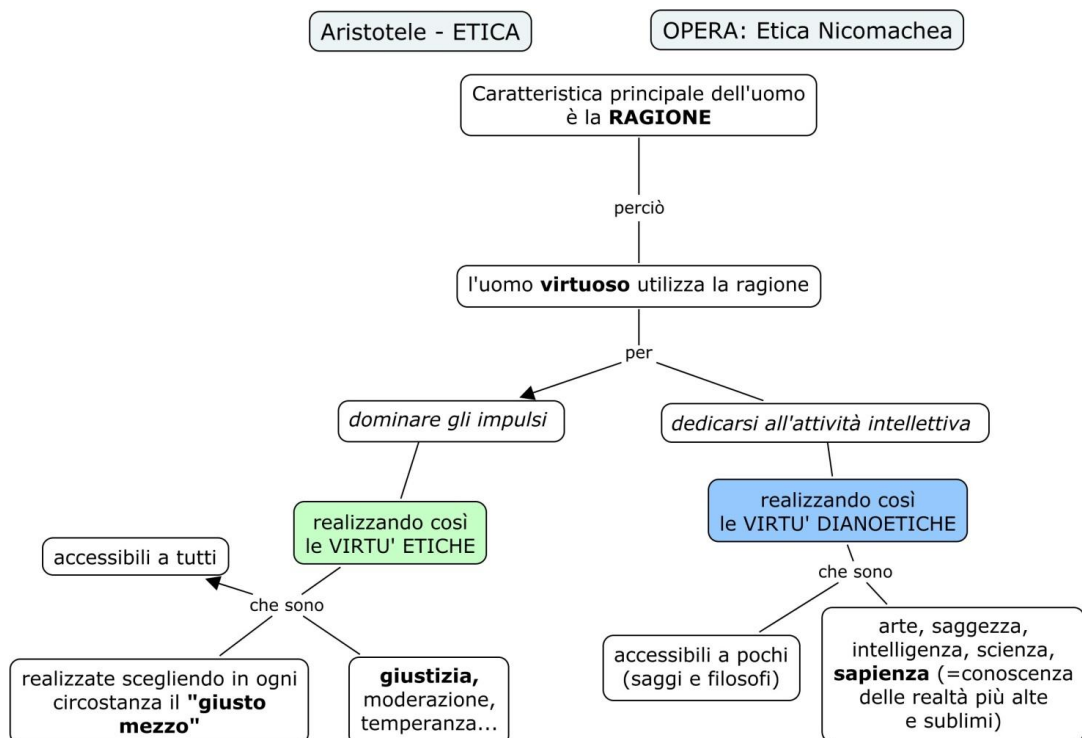 Aristotele - ETICA
OPERA: Etica Nicomachea
Caratteristica principale dell'uomo
è la RAGIONE
perciò
l'uomo virtuoso utilizza la ragione
per
dominare gli impulsi
dedicarsi all'attività intellettiva
realizzando così
le VIRTU' ETICHE
realizzando così
le VIRTU' DIANOETICHE
accessibili a tutti
che sono
che sono
realizzate scegliendo in ogni
circostanza il "giusto
mezzo"
giustizia,
moderazione,
temperanza...
accessibili a pochi
(saggi e filosofi)
arte, saggezza,
intelligenza, scienza,
sapienza (=conoscenza
delle realtà più alte
e sublimi)